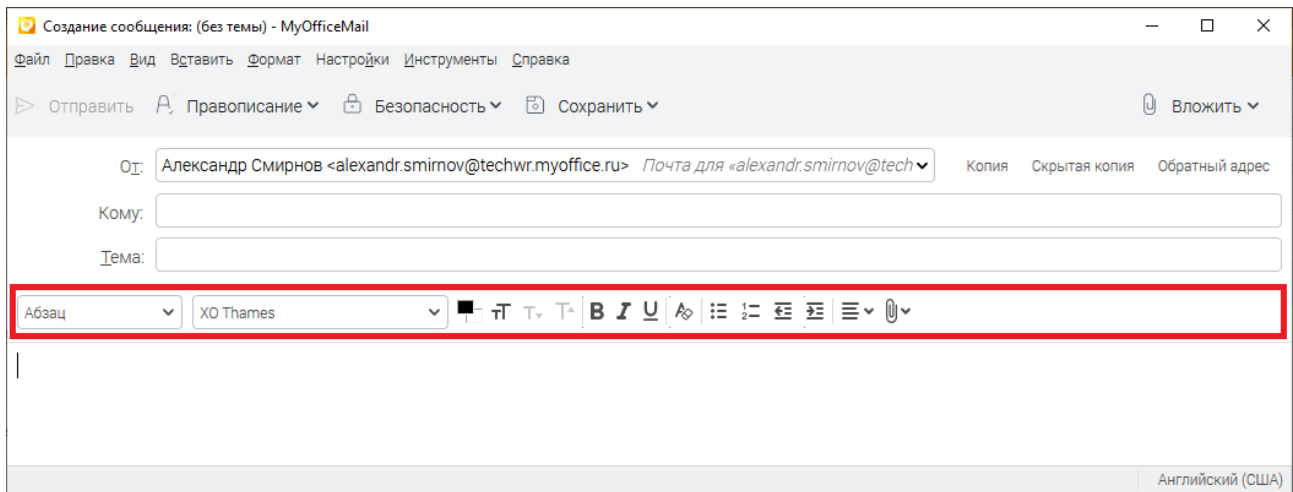 Создание сообщения: (без темы) - MyOfficeMail
Файл Правка Вид Вставить Формат Настройки Инструменты Справка
Отправить Правописание Безопасность Сохранить Вложить
От: Александр Смирнов <alexandr.smirnov@techwr.myoffice.ru> Почта для «alexandr.smirnov@tech Копия Скрытая копия Обратный адрес
Кому:
Тема:
Абзац XO Thames B I U
Английский (США)